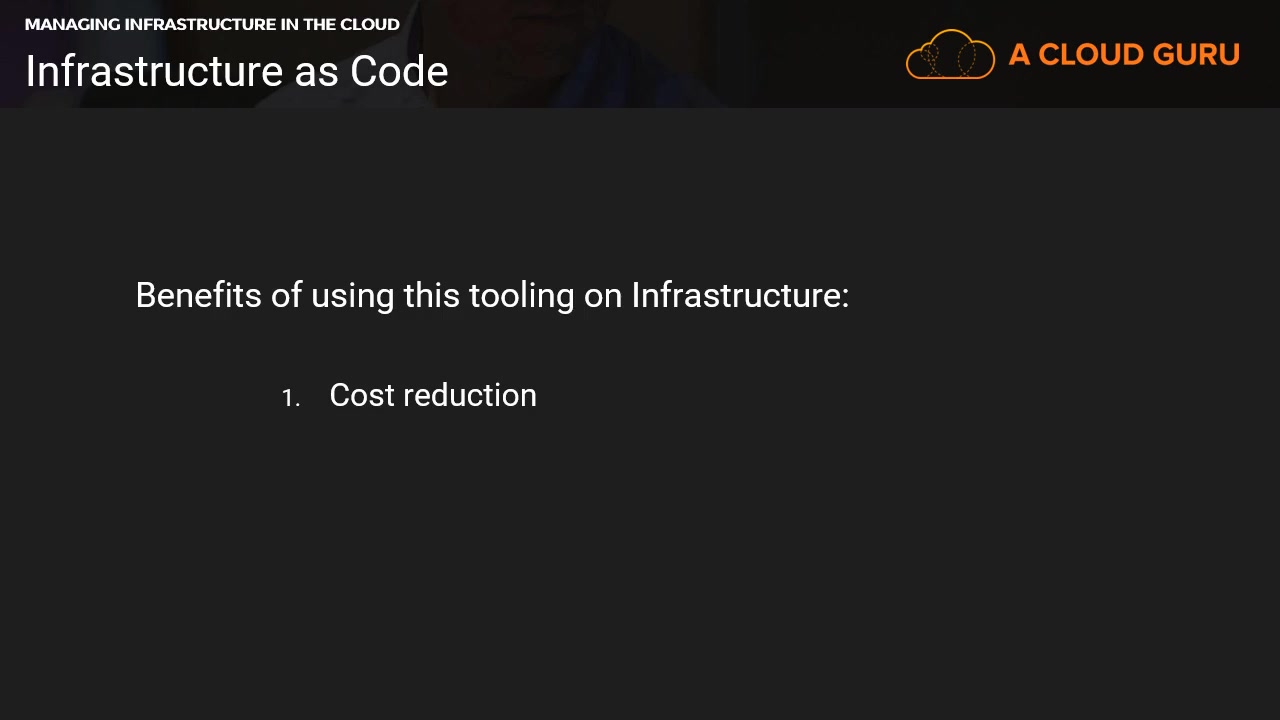 MANAGING INFRASTRUCTURE IN THE CLOUD
Infrastructure as Code
A CLOUD GURU
Benefits of using this tooling on Infrastructure:
1. Cost reduction